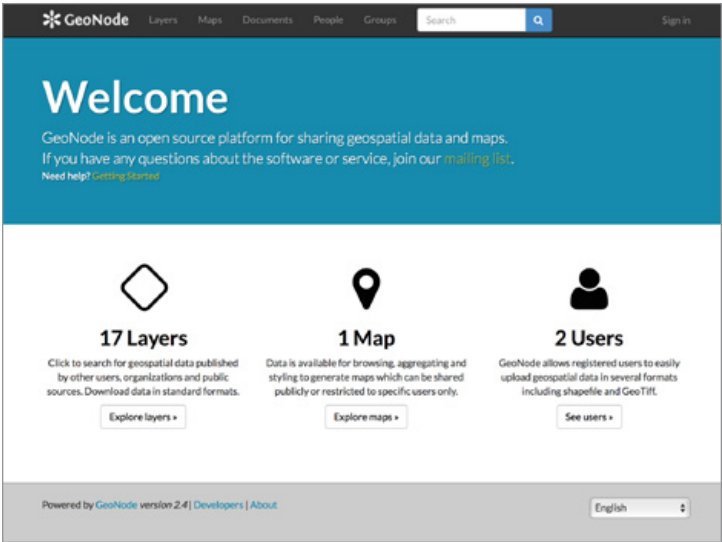 GeoNode Layers Maps Documents People Groups Search Sign in
Welcome
GeoNode is an open source platform for sharing geospatial data and maps.
If you have any questions about the software or service, join our mailing list.
Need help? Getting Started
17 Layers
Click to search for geospatial data published
by other users, organizations and public
sources. Download data in standard formats.
Explore layers »
1 Map
Data is available for browsing, aggregating and
styling to generate maps which can be shared
publicly or restricted to specific users only.
Explore maps »
2 Users
GeoNode allows registered users to easily
upload geospatial data in several formats
including shapefile and GeoTiff.
See users »
Powered by GeoNode version 2.4 | Developers | About
English